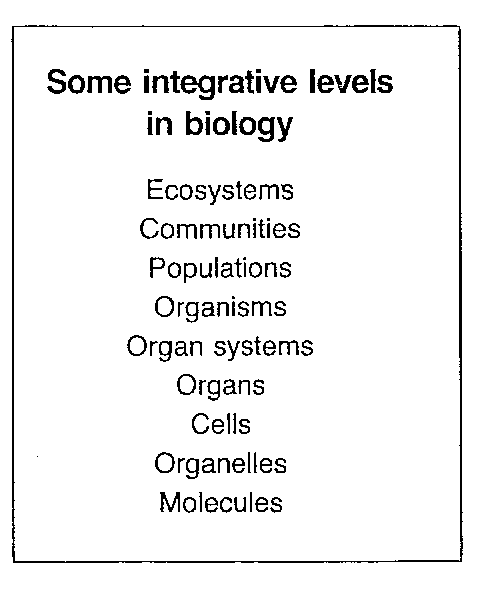 Some integrative levels
in biology
Ecosystems
Communities
Populations
Organisms
Organ systems
Organs
Cells
Organelles
Molecules